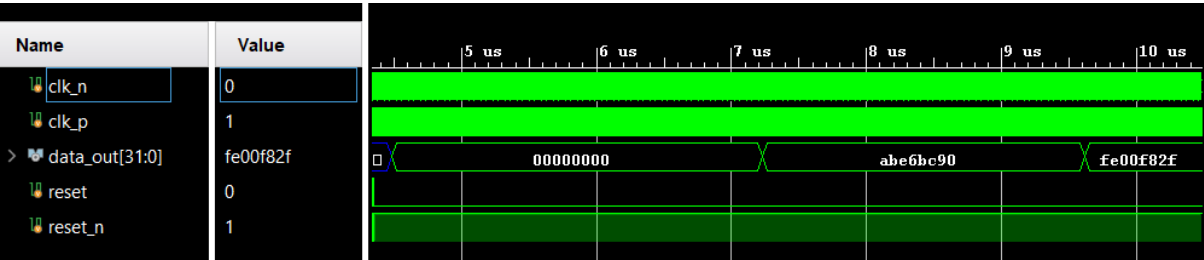 Name Value
5 us 6 us 7 us 8 us 9 us 10 us
clk_n 0
clk_p 1
data_out[31:0] fe00f82f 00000000 abe6bc90 fe00f82f
reset 0
reset_n 1